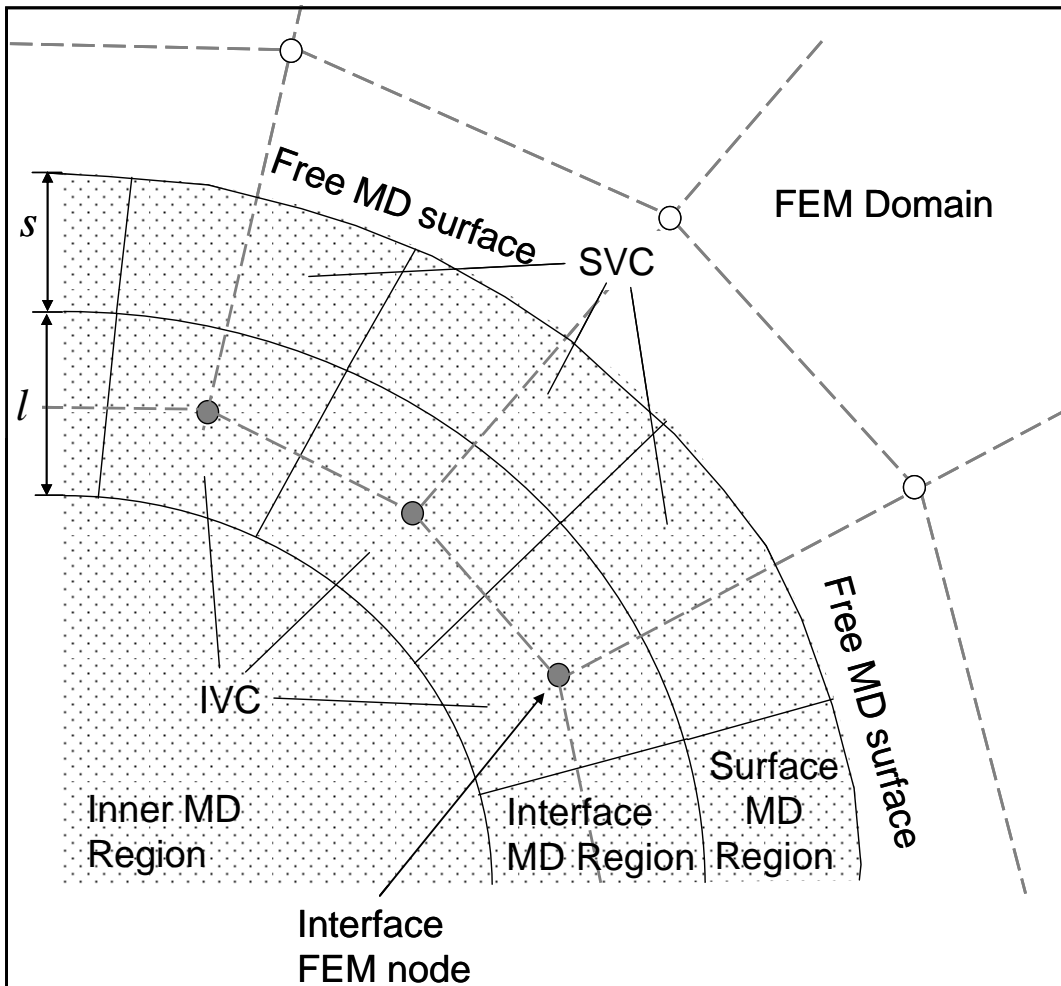 Free MD surface
FEM Domain
s
SVC
l
IVC
Free MD surface
Surface
MD
Region
Interface
MD Region
Inner MD
Region
Interface
FEM node